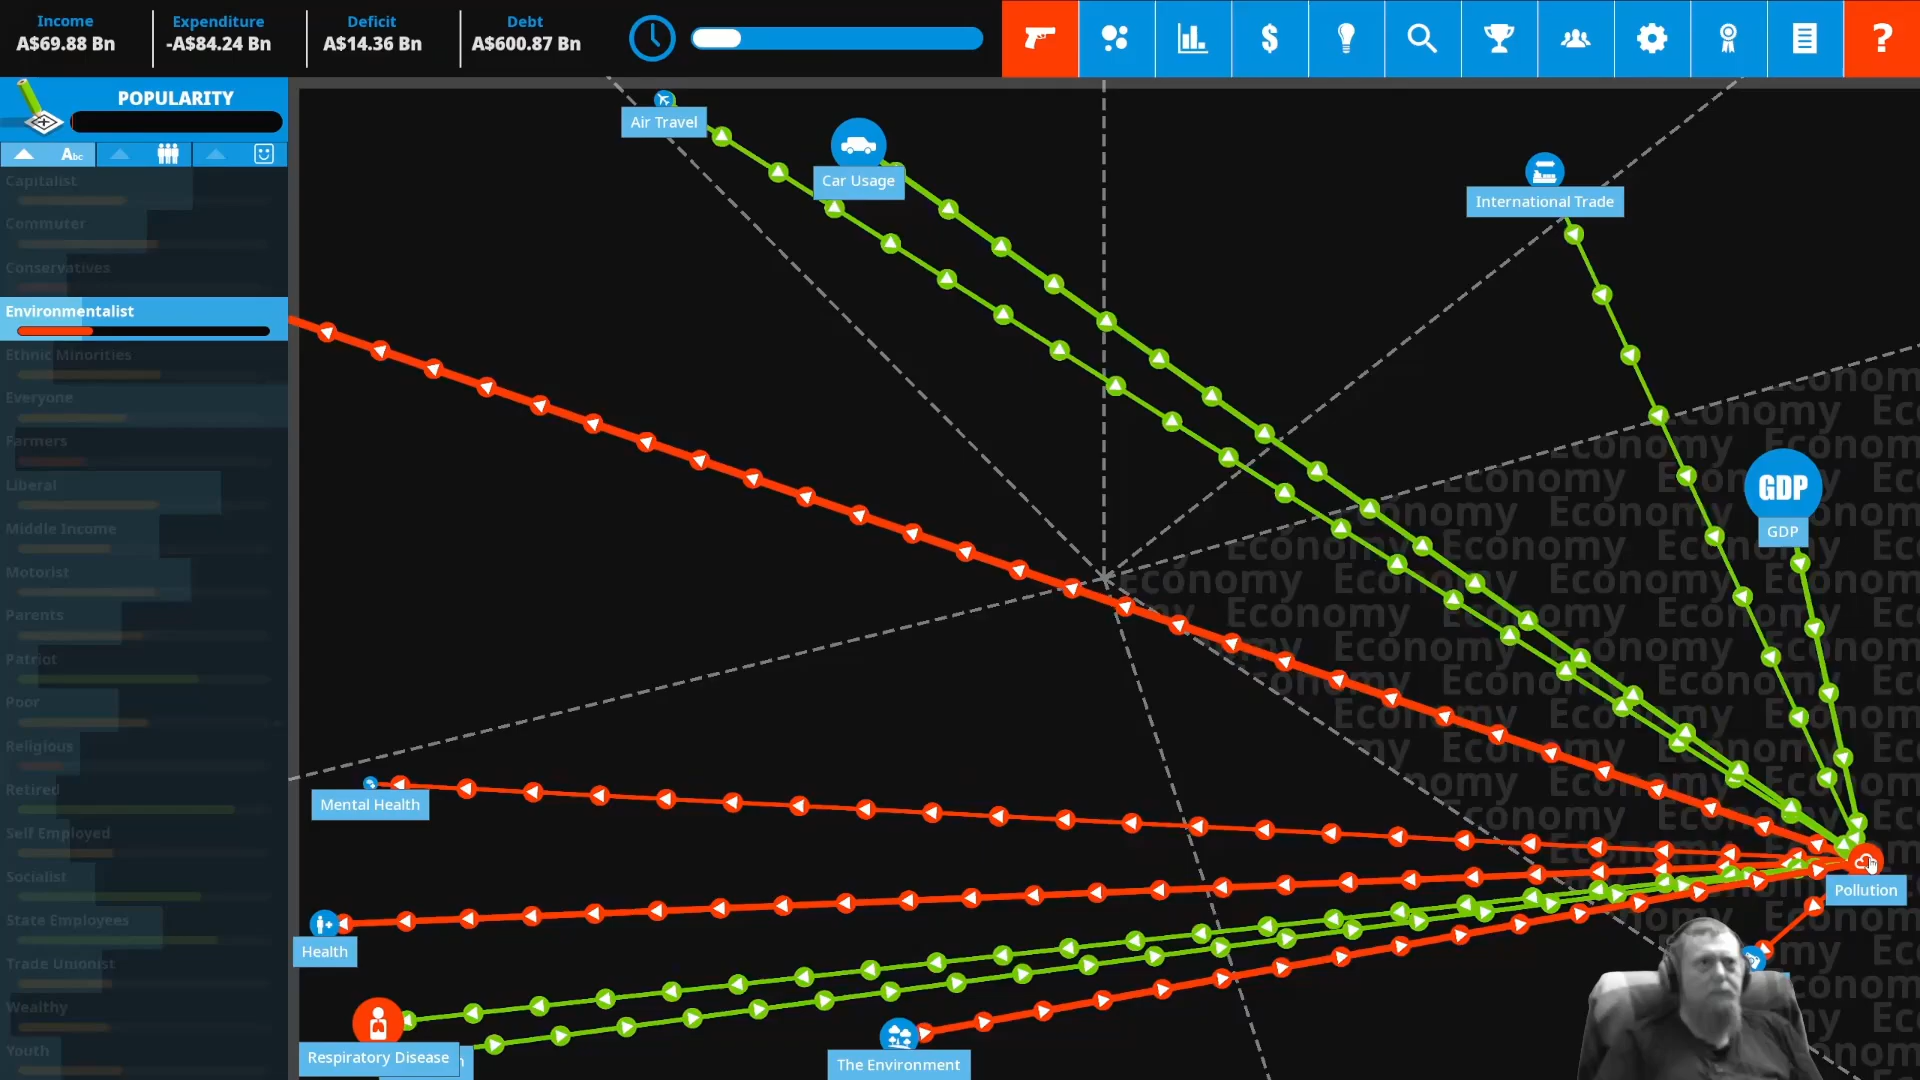 Income
A$69.88 Bn
Expenditure
-A$84.24 Bn
Deficit
A$14.36 Bn
Debt
A$600.87 Bn
$
?
POPULARITY
Abc
Capitalist
Commuter
Conservatives
Environmentalist
Ethnic Minorities
Everyone
Farmers
Liberal
Middle Income
Motorist
Parents
Patriot
Poor
Religious
Retired
Self Employed
Socialist
State Employees
Trade Unionist
Wealthy
Youth
Air Travel
Car Usage
International Trade
GDP
GDP
Economy Economy Economy
Mental Health
Health
Respiratory Disease
The Environment
Pollution